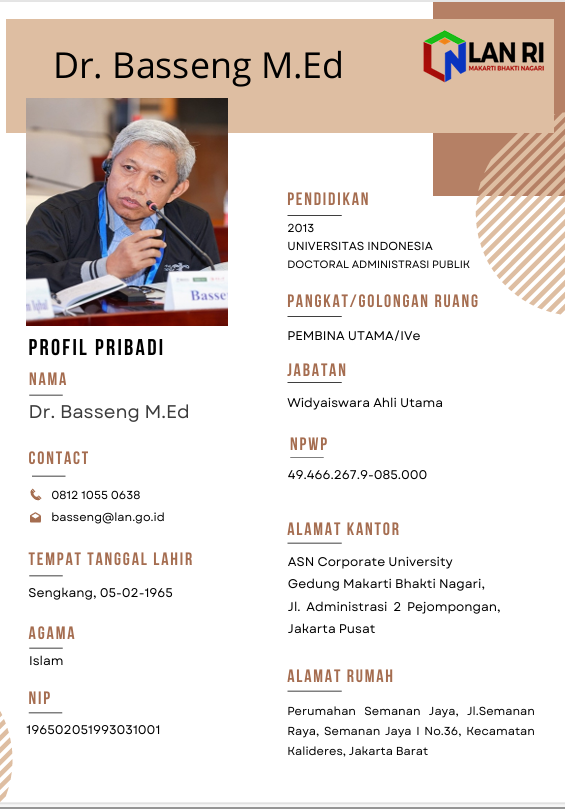 Dr. Basseng M.Ed
LAN RI
MAKARTI BHAKTI NAGARI
Basse
PROFIL PRIBADI
NAMA
Dr. Basseng M.Ed
CONTACT
0812 1055 0638
basseng@lan.go.id
TEMPAT TANGGAL LAHIR
Sengkang, 05-02-1965
AGAMA
Islam
NIP
196502051993031001
PENDIDIKAN
2013
UNIVERSITAS INDONESIA
DOCTORAL ADMINISTRASI PUBLIK
PANGKAT/GOLONGAN RUANG
PEMBINA UTAMA/IVe
JABATAN
Widyaiswara Ahli Utama
NPWP
49.466.267.9-085.000
ALAMAT KANTOR
ASN Corporate University
Gedung Makarti Bhakti Nagari,
Jl. Administrasi 2 Pejompongan,
Jakarta Pusat
ALAMAT RUMAH
Perumahan Semanan Jaya, Jl.Semanan
Raya, Semanan Jaya I No.36, Kecamatan
Kalideres, Jakarta Barat